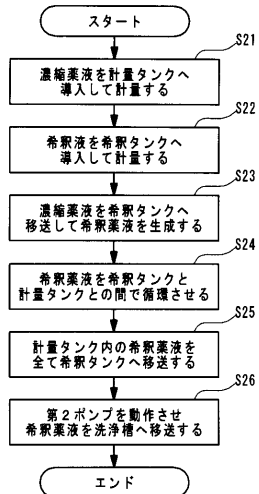 スタート
S21
濃縮薬液を計量タンクへ
導入して計量する
S22
希釈液を希釈タンクへ
導入して計量する
S23
濃縮薬液を希釈タンクへ
移送して希釈薬液を生成する
S24
希釈薬液を希釈タンクと
計量タンクとの間で循環させる
S25
計量タンク内の希釈薬液を
全て希釈タンクへ移送する
S26
第2ポンプを動作させ
希釈薬液を洗浄槽へ移送する
エンド